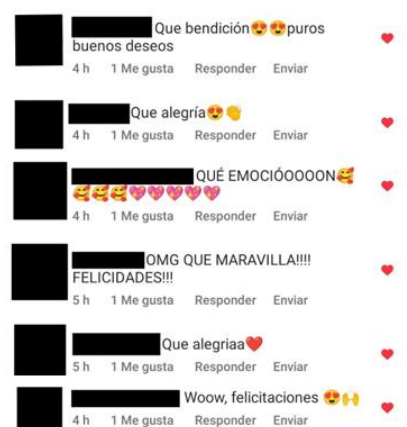 Que bendición😍😍puros
buenos deseos
4 h 1 Me gusta Responder Enviar
Que alegría😍👏
4 h 1 Me gusta Responder Enviar
QUÉ EMOCIÓOOOON🥰
🥰🥰🥰💖💖💖💖💖
4 h 1 Me gusta Responder Enviar
OMG QUE MARAVILLA!!!!
FELICIDADES!!!
5 h 1 Me gusta Responder Enviar
Que alegriaa❤️
5 h 1 Me gusta Responder Enviar
Woow, felicitaciones 😍🙌
4 h 1 Me gusta Responder Enviar